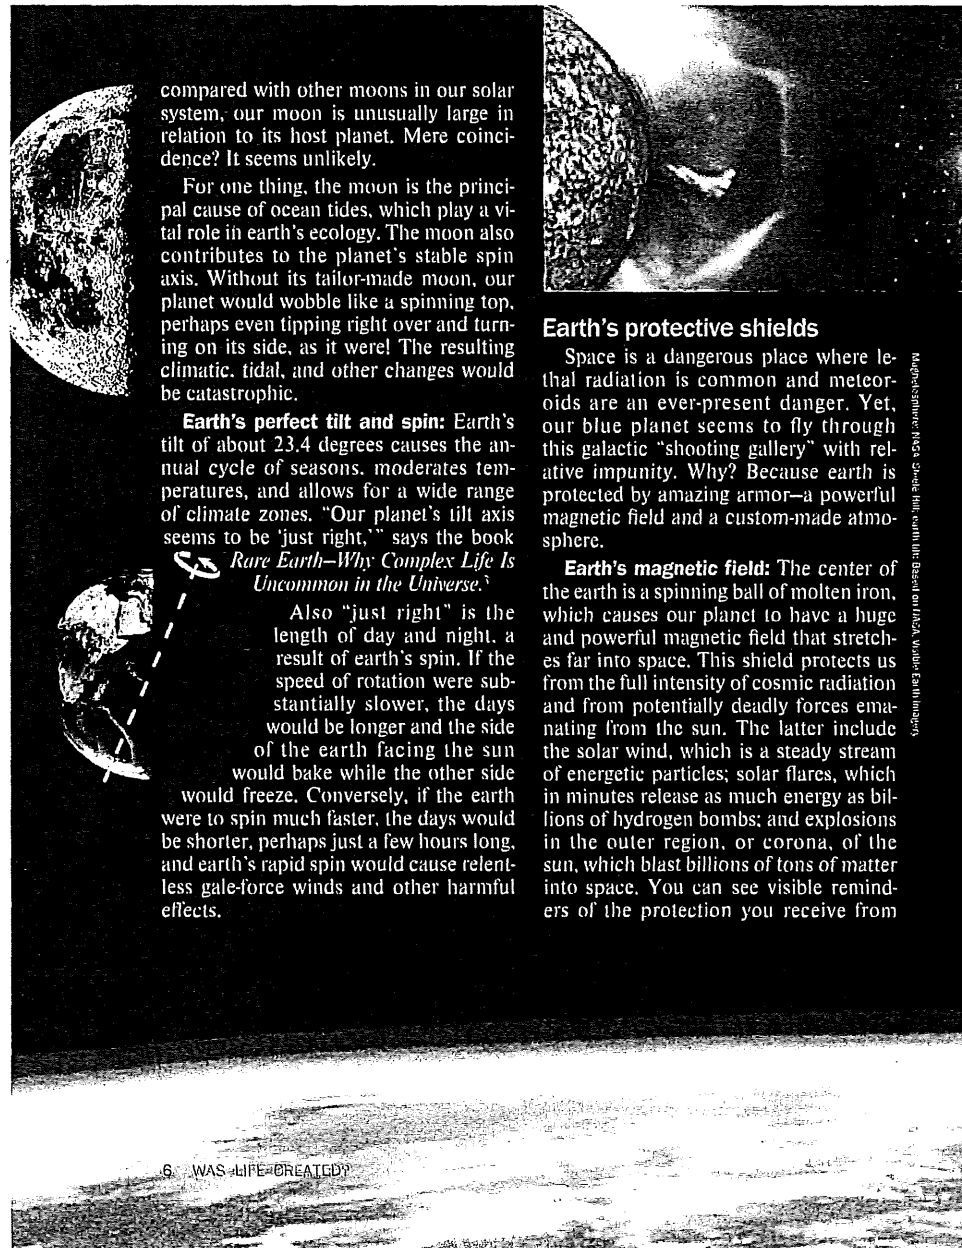 compared with other moons in our solar
system, our moon is unusually large in
relation to its host planet. Mere coinci-
dence? It seems unlikely.
For one thing, the moon is the princi-
pal cause of ocean tides, which play a vi-
tal role in earth's ecology. The moon also
contributes to the planet's stable spin
axis. Without its tailor-made moon, our
planet would wobble like a spinning top,
perhaps even tipping right over and turn-
ing on its side, as it were! The resulting
climatic, tidal, and other changes would
be catastrophic.
Earth's perfect tilt and spin: Earth's
tilt of about 23.4 degrees causes the an-
nual cycle of seasons, moderates tem-
peratures, and allows for a wide range
of climate zones. "Our planet's tilt axis
seems to be 'just right,'" says the book
Rare Earth—Why Complex Life Is
Uncommon in the Universe.³
Also "just right" is the
length of day and night, a
result of earth's spin. If the
speed of rotation were sub-
stantially slower, the days
would be longer and the side
of the earth facing the sun
would bake while the other side
would freeze. Conversely, if the earth
were to spin much faster, the days would
be shorter, perhaps just a few hours long,
and earth's rapid spin would cause relent-
less gale-force winds and other harmful
effects.
Earth's protective shields
Space is a dangerous place where le-
thal radiation is common and meteor-
oids are an ever-present danger. Yet,
our blue planet seems to fly through
this galactic "shooting gallery" with rel-
ative impunity. Why? Because earth is
protected by amazing armor—a powerful
magnetic field and a custom-made atmo-
sphere.
Earth's magnetic field: The center of
the earth is a spinning ball of molten iron,
which causes our planet to have a huge
and powerful magnetic field that stretch-
es far into space. This shield protects us
from the full intensity of cosmic radiation
and from potentially deadly forces ema-
nating from the sun. The latter include
the solar wind, which is a steady stream
of energetic particles; solar flares, which
in minutes release as much energy as bil-
lions of hydrogen bombs; and explosions
in the outer region, or corona, of the
sun, which blast billions of tons of matter
into space. You can see visible remind-
ers of the protection you receive from
Magnetosphere: NASA/Steele Hill; earth tilt: Based on NASA/Visible Earth imagery
6 WAS LIFE CREATED?